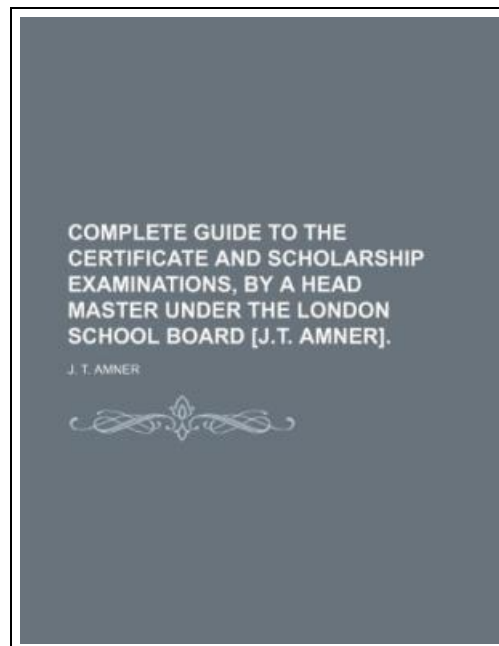 COMPLETE GUIDE TO THE
CERTIFICATE AND SCHOLARSHIP
EXAMINATIONS, BY A HEAD
MASTER UNDER THE LONDON
SCHOOL BOARD [J.T. AMNER].
J. T. AMNER